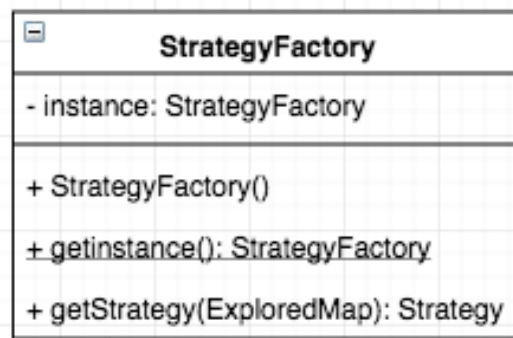 StrategyFactory
- instance: StrategyFactory
+ StrategyFactory()
+ getinstance(): StrategyFactory
+ getStrategy(ExploredMap): Strategy